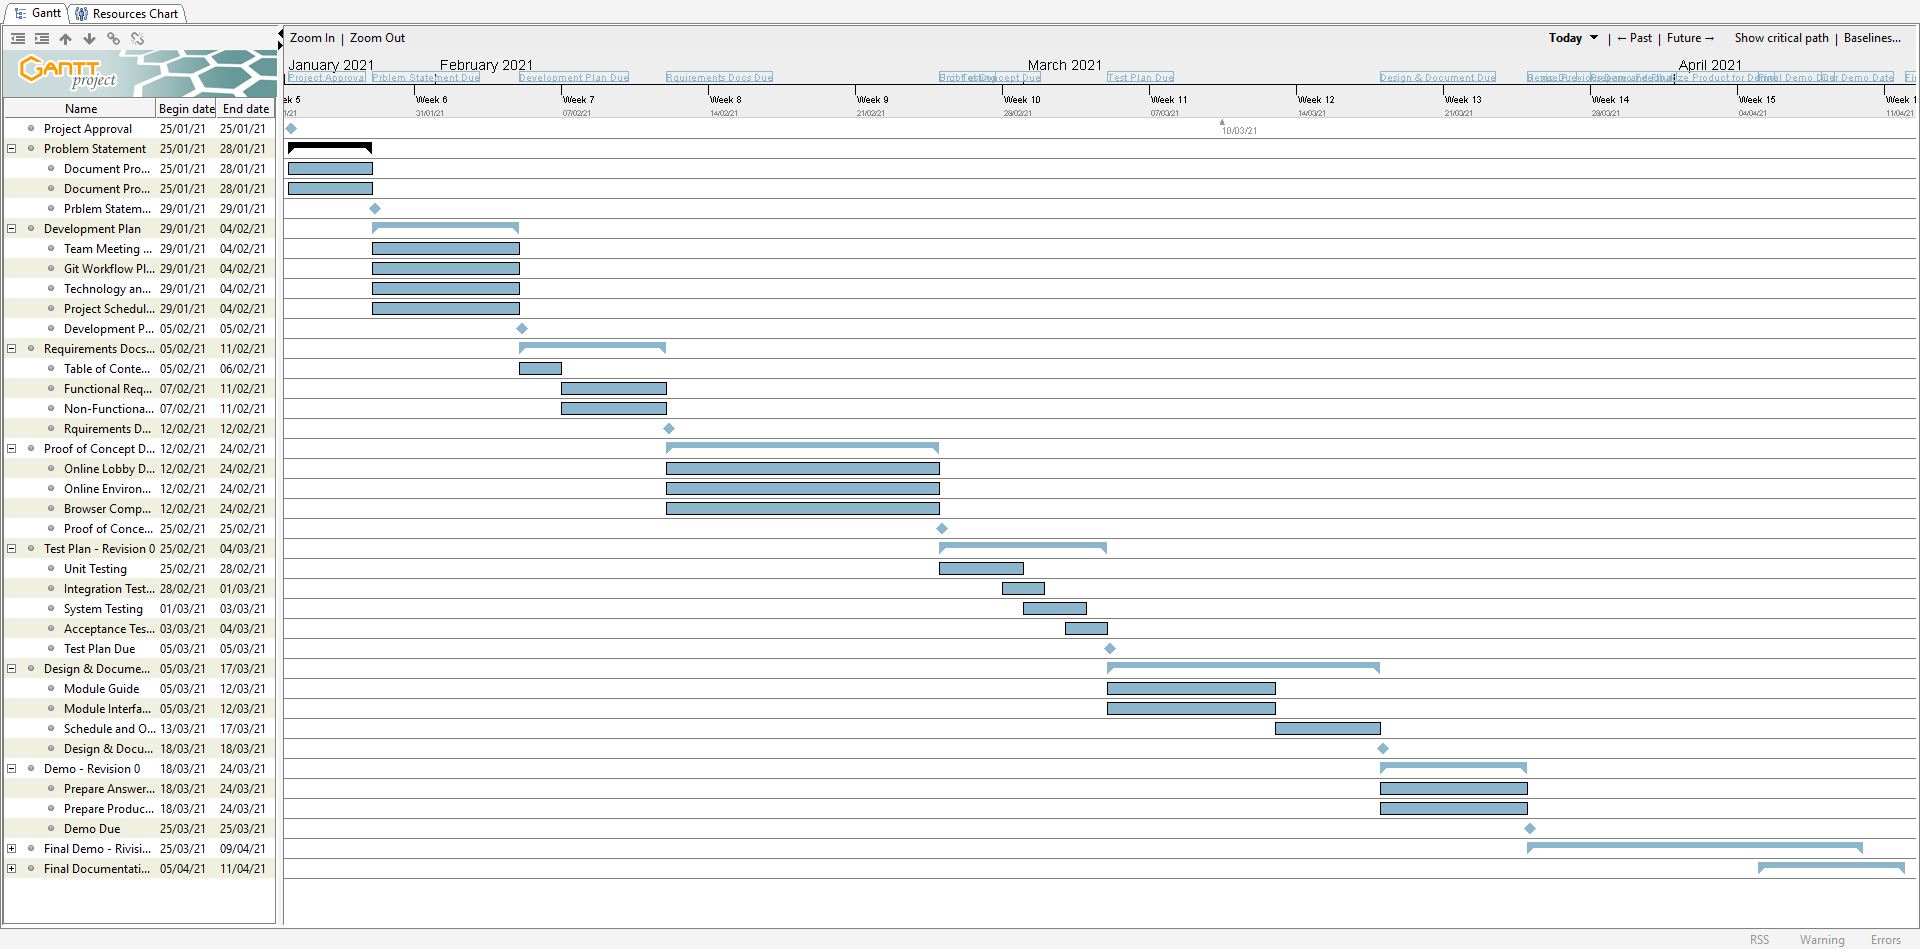 Gantt Resources Chart
Zoom In | Zoom Out Today | ← Past | Future → Show critical path | Baselines...
GANTT project
January 2021 February 2021 March 2021 April 2021
Project Approval Prblem Statement Due Development Plan Due Rquirements Docs Due Test Plan Due Design & Document Due
Week 6 Week 7 Week 8 Week 9 Week 10 Week 11 Week 12 Week 13 Week 14 Week 15
31/01/21 07/02/21 14/02/21 21/02/21 28/02/21 07/03/21 14/03/21 21/03/21 28/03/21 04/04/21 11/04/21
10/03/21
Name Begin date End date
Project Approval 25/01/21 25/01/21
Problem Statement 25/01/21 28/01/21
Document Pro... 25/01/21 28/01/21
Document Pro... 25/01/21 28/01/21
Prblem Statem... 29/01/21 29/01/21
Development Plan 29/01/21 04/02/21
Team Meeting ... 29/01/21 04/02/21
Git Workflow Pl... 29/01/21 04/02/21
Technology an... 29/01/21 04/02/21
Project Schedul... 29/01/21 04/02/21
Development P... 05/02/21 05/02/21
Requirements Docs... 05/02/21 11/02/21
Table of Conte... 05/02/21 06/02/21
Functional Req... 07/02/21 11/02/21
Non-Functiona... 07/02/21 11/02/21
Rquirements D... 12/02/21 12/02/21
Proof of Concept D... 12/02/21 24/02/21
Online Lobby D... 12/02/21 24/02/21
Online Environ... 12/02/21 24/02/21
Browser Comp... 12/02/21 24/02/21
Proof of Conce... 25/02/21 25/02/21
Test Plan - Revision 0 25/02/21 04/03/21
Unit Testing 25/02/21 28/02/21
Integration Test... 28/02/21 01/03/21
System Testing 01/03/21 03/03/21
Acceptance Tes... 03/03/21 04/03/21
Test Plan Due 05/03/21 05/03/21
Design & Docume... 05/03/21 17/03/21
Module Guide 05/03/21 12/03/21
Module Interfa... 05/03/21 12/03/21
Schedule and O... 13/03/21 17/03/21
Design & Docu... 18/03/21 18/03/21
Demo - Revision 0 18/03/21 24/03/21
Prepare Answer... 18/03/21 24/03/21
Prepare Produc... 18/03/21 24/03/21
Demo Due 25/03/21 25/03/21
Final Demo - Rivisi... 25/03/21 09/04/21
Final Documentati... 05/04/21 11/04/21
RSS Warning Errors